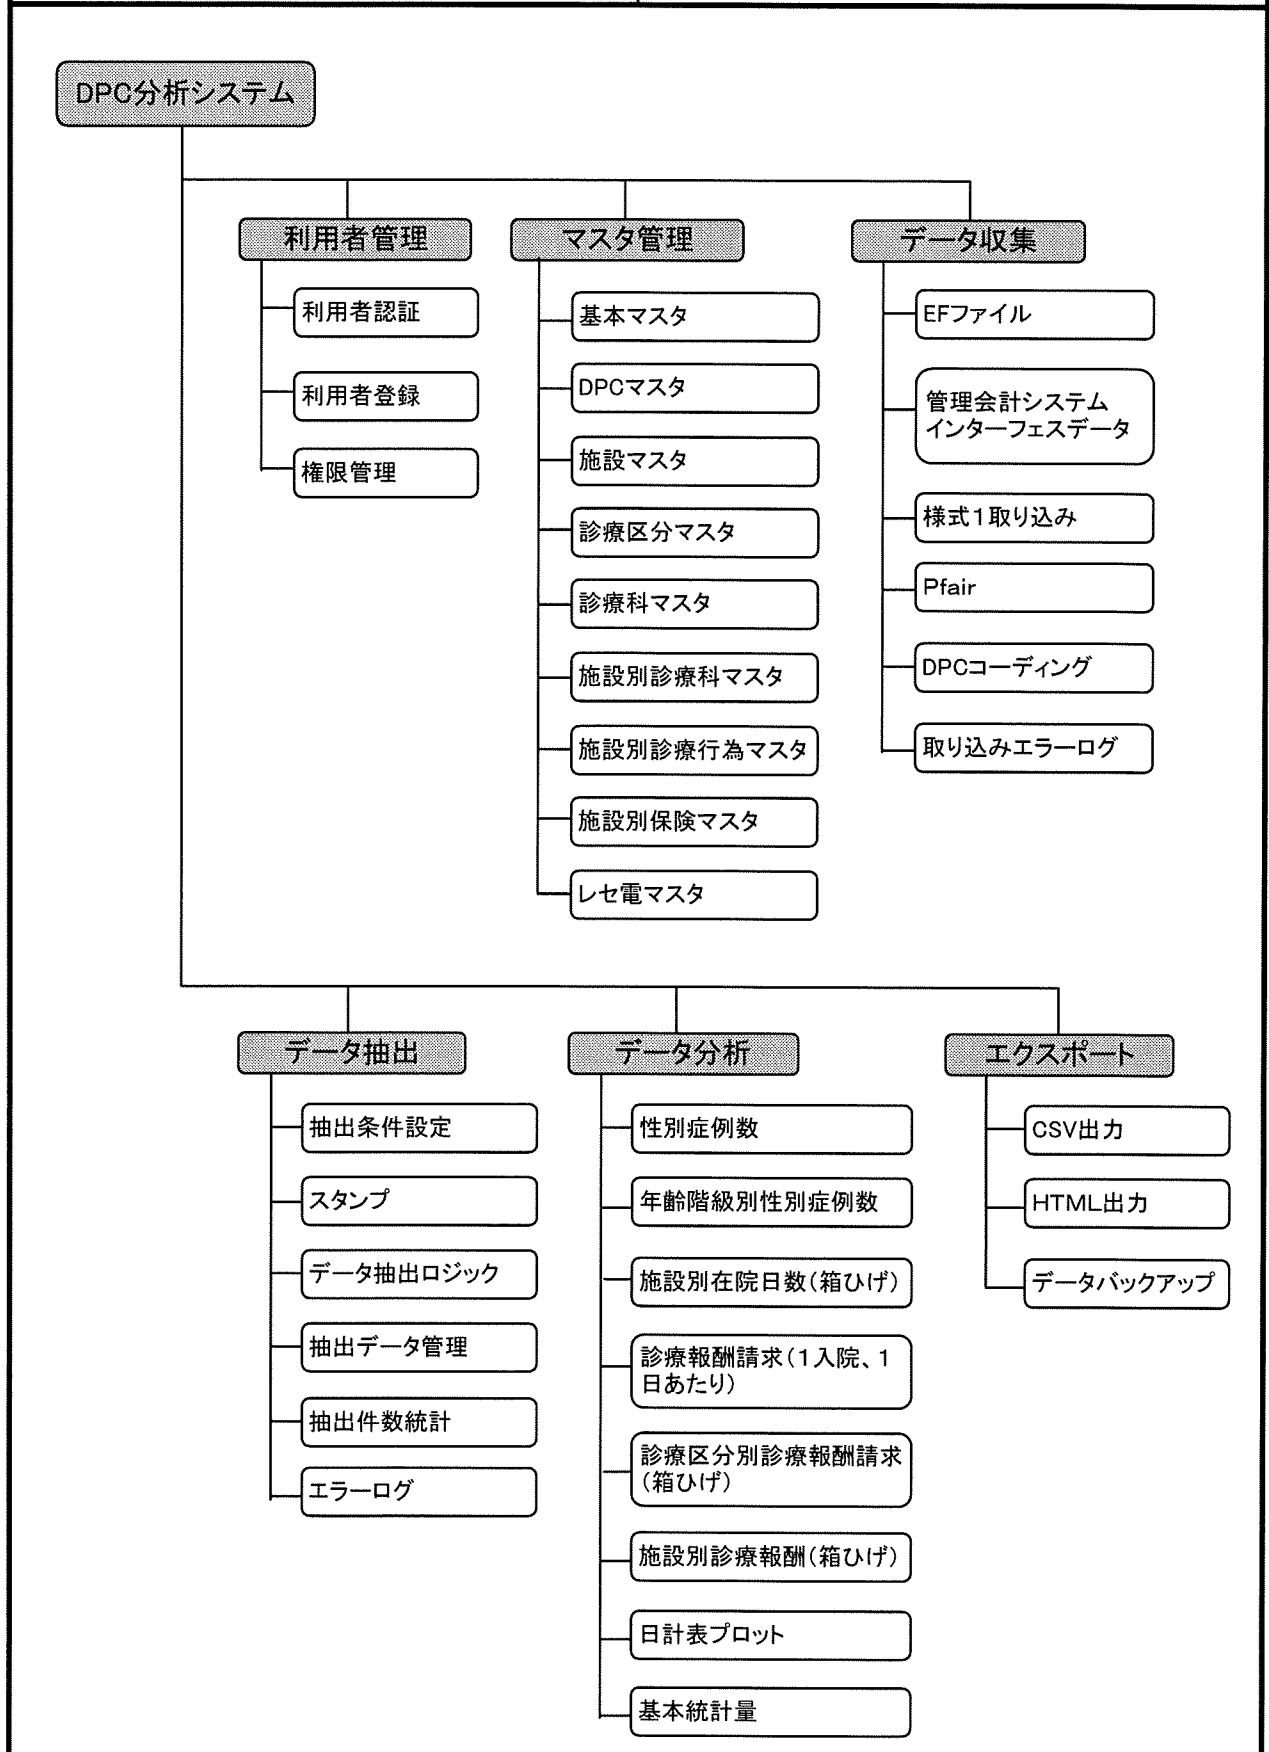 DPC分析システム
利用者管理
利用者認証
利用者登録
権限管理
マスタ管理
基本マスタ
DPCマスタ
施設マスタ
診療区分マスタ
診療科マスタ
施設別診療科マスタ
施設別診療行為マスタ
施設別保険マスタ
レセ電マスタ
データ収集
EFファイル
管理会計システム
インターフェスデータ
様式1取り込み
Pfair
DPCコーディング
取り込みエラーログ
データ抽出
抽出条件設定
スタンプ
データ抽出ロジック
抽出データ管理
抽出件数統計
エラーログ
データ分析
性別症例数
年齢階級別性別症例数
施設別在院日数(箱ひげ)
診療報酬請求(1入院、1
日あたり)
診療区分別診療報酬請求
(箱ひげ)
施設別診療報酬(箱ひげ)
日計表プロット
基本統計量
エクスポート
CSV出力
HTML出力
データバックアップ